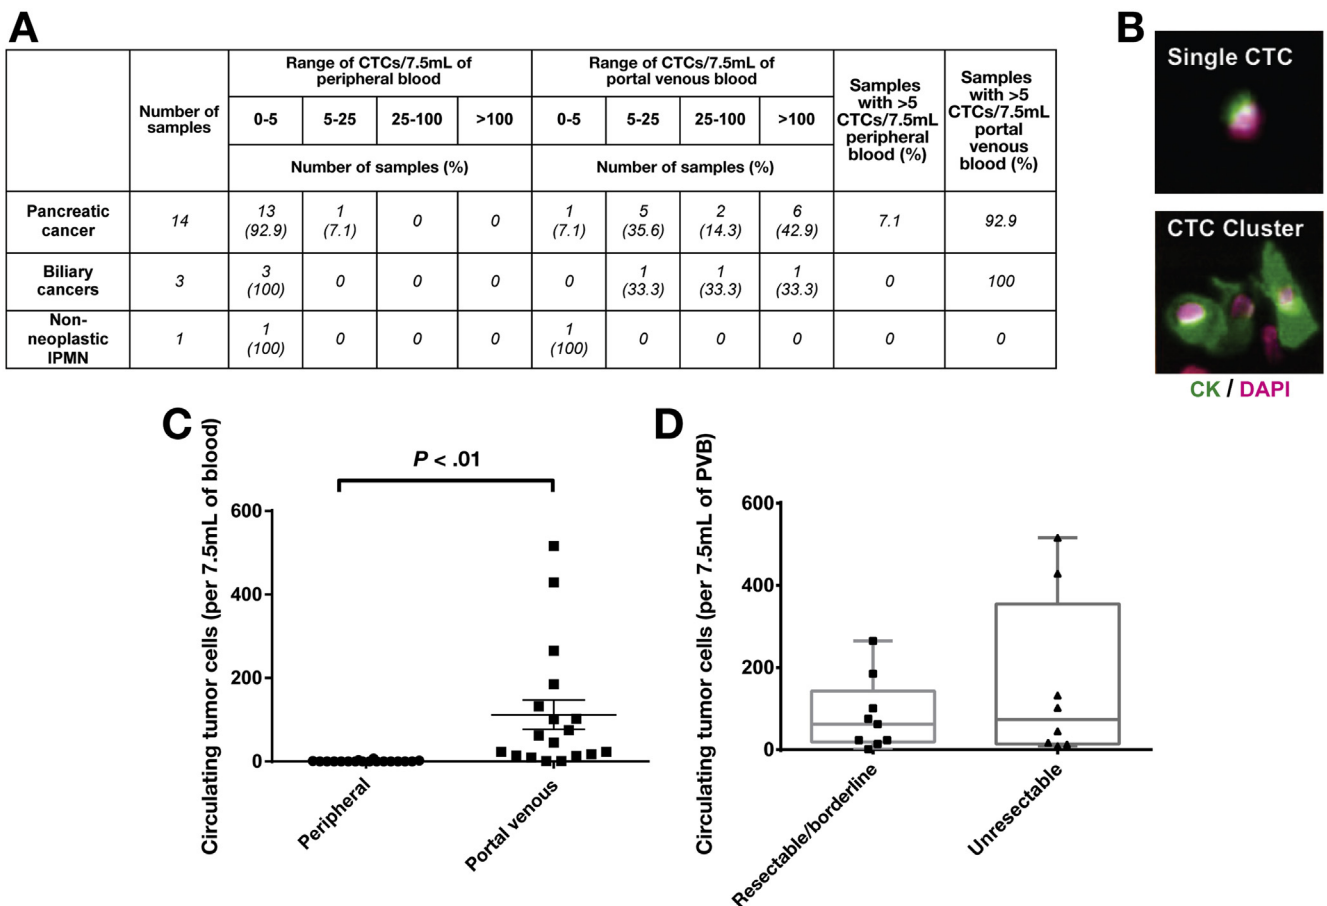 A
Number of
samples
Range of CTCs/7.5mL of
peripheral blood
Range of CTCs/7.5mL of
portal venous blood
Samples
with >5
CTCs/7.5mL
peripheral
blood (%)
Samples
with >5
CTCs/7.5mL
portal
venous
blood (%)
0-5 5-25 25-100 >100 0-5 5-25 25-100 >100
Number of samples (%) Number of samples (%)
Pancreatic
cancer
14 13 (92.9) 1 (7.1) 0 0 1 (7.1) 5 (35.6) 2 (14.3) 6 (42.9) 7.1 92.9
Biliary
cancers
3 3 (100) 0 0 0 0 1 (33.3) 1 (33.3) 1 (33.3) 0 100
Non-
neoplastic
IPMN
1 1 (100) 0 0 0 1 (100) 0 0 0 0 0
B
Single CTC
CTC Cluster
CK / DAPI
C
Circulating tumor cells (per 7.5mL of blood)
P < .01
600
400
200
0
Peripheral
Portal venous
D
Circulating tumor cells (per 7.5mL of PVB)
600
400
200
0
Resectable/borderline
Unresectable